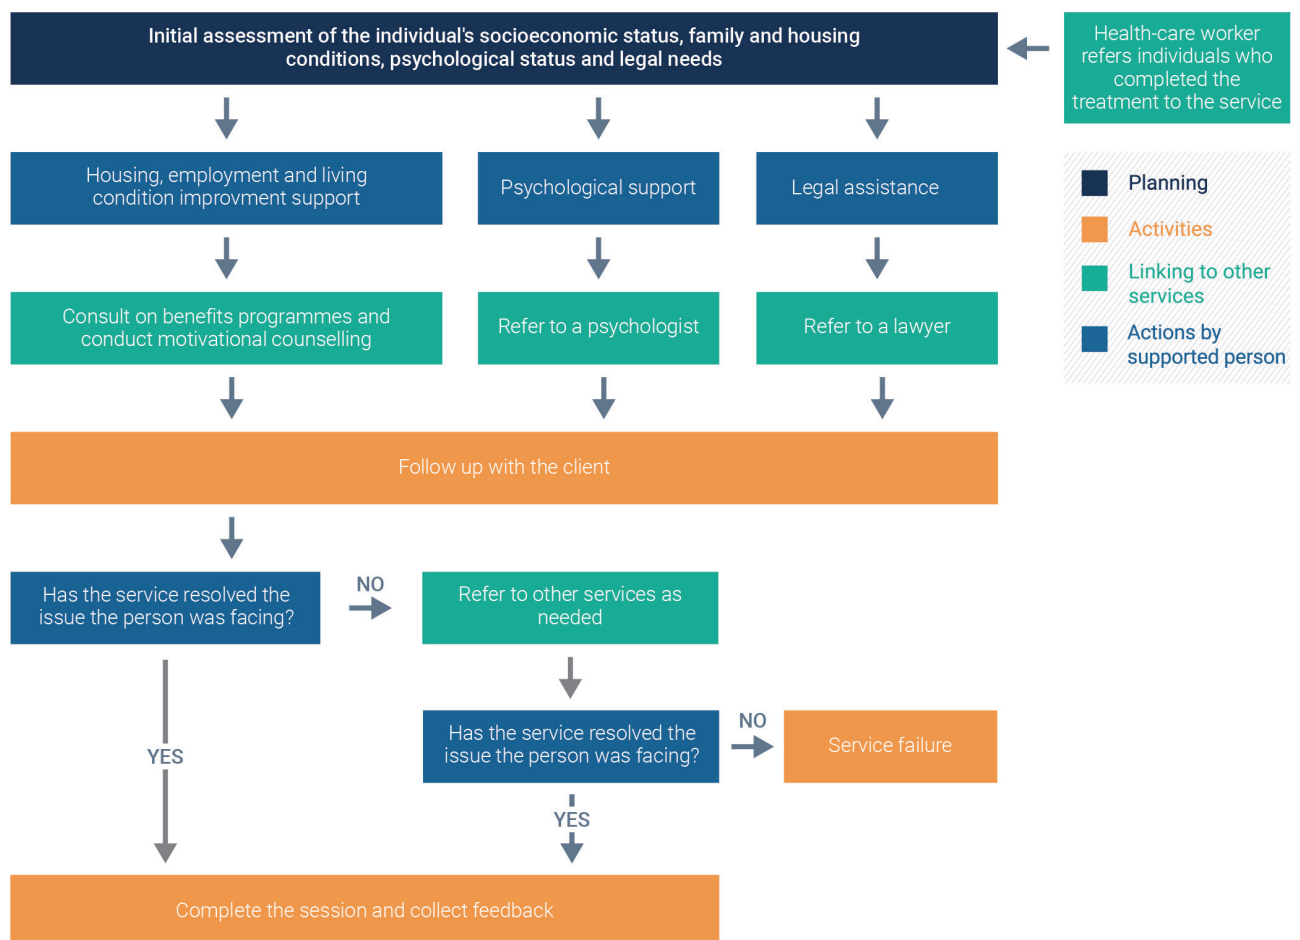 Initial assessment of the individual's socioeconomic status, family and housing
conditions, psychological status and legal needs
Health-care worker
refers individuals who
completed the
treatment to the service
Housing, employment and living
condition improvment support
Psychological support
Legal assistance
Planning
Activities
Linking to other
services
Actions by
supported person
Consult on benefits programmes and
conduct motivational counselling
Refer to a psychologist
Refer to a lawyer
Follow up with the client
Has the service resolved the
issue the person was facing?
NO
Refer to other services as
needed
Has the service resolved the
issue the person was facing?
NO
Service failure
YES
YES
Complete the session and collect feedback